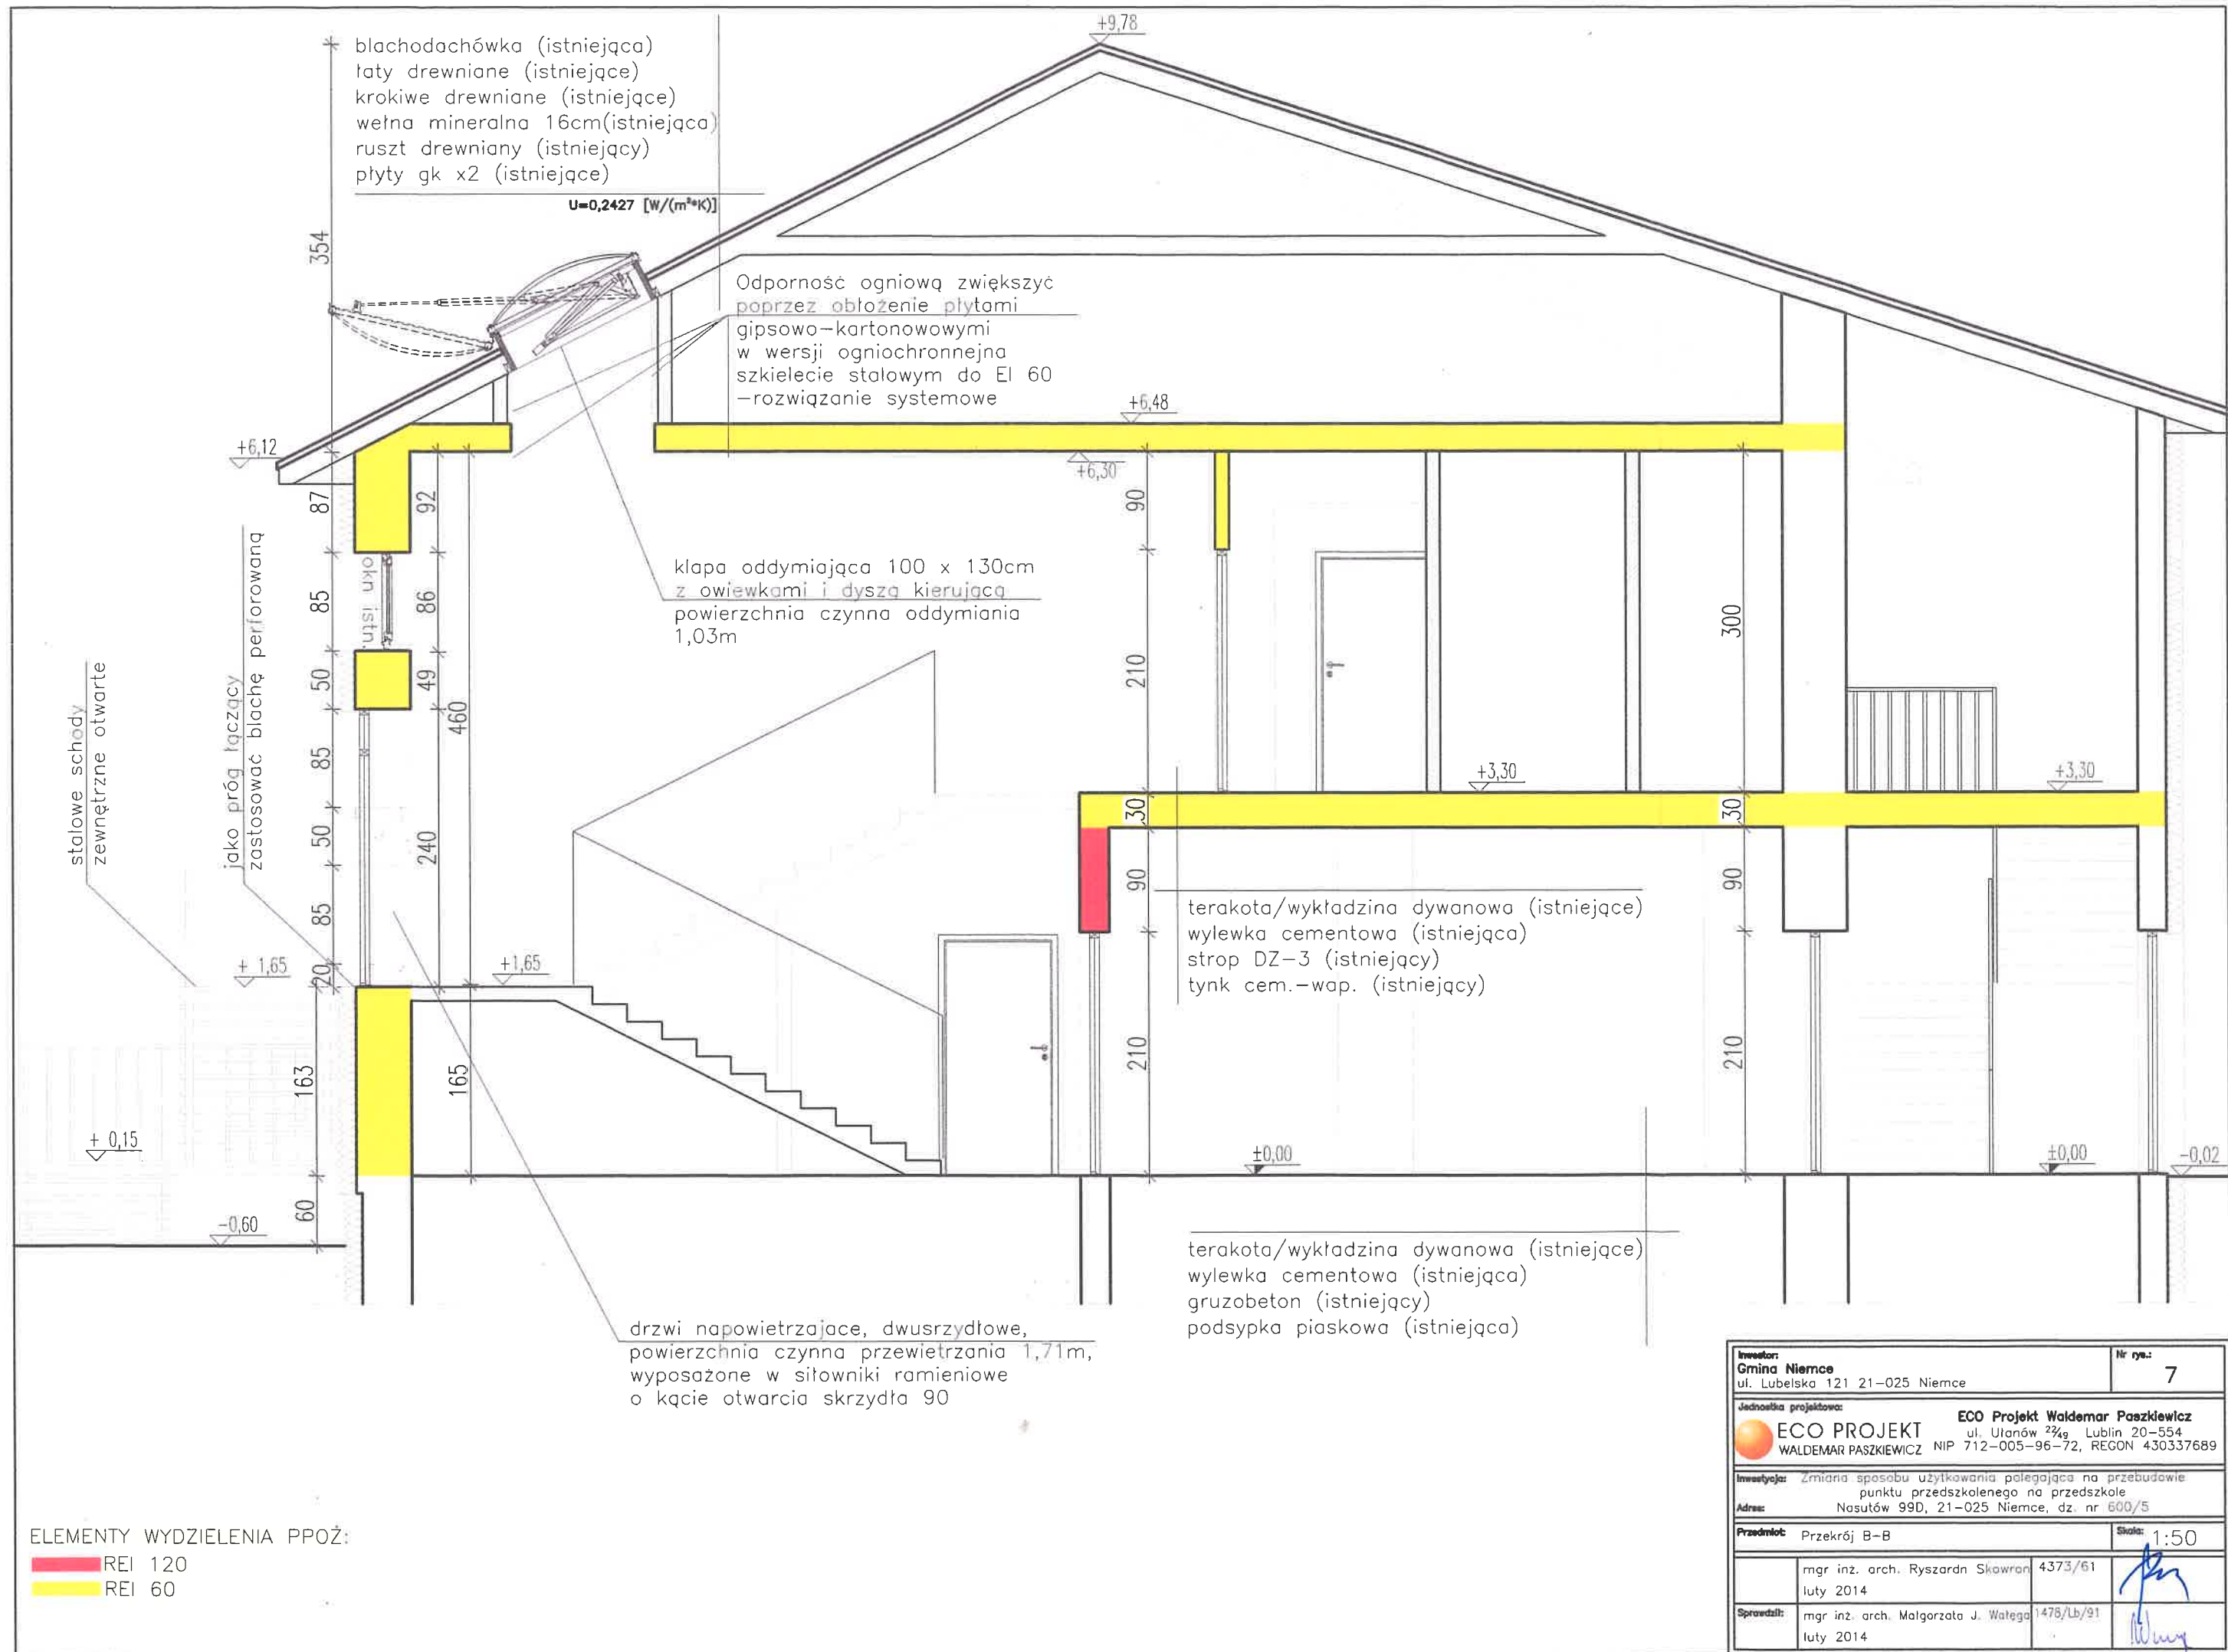 +9,78
blachodachówka (istniejąca)
łaty drewniane (istniejące)
krokiwe drewniane (istniejące)
wełna mineralna 16cm(istniejąca)
ruszt drewniany (istniejący)
płyty gk x2 (istniejące)
U=0,2427 [W/(m²*K)]
354
Odporność ogniową zwiększyć
poprzez obłożenie płytami
gipsowo-kartonowowymi
w wersji ogniochronnejna
szkielecie stalowym do EI 60
-rozwiązanie systemowe
+6,48
+6,12
+6,30
87
92
90
klapa oddymiająca 100 x 130cm
z owiewkami i dyszą kierującą
powierzchnia czynna oddymiania
1,03m
okn istn.
85
86
300
50
49
210
460
stalowe schody
zewnętrzne otwarte
jako próg łączący
zastosować blachę perforowaną
85
+3,30
+3,30
30
30
50
240
90
90
85
terakota/wykładzina dywanowa (istniejące)
wylewka cementowa (istniejąca)
strop DZ-3 (istniejący)
tynk cem.-wap. (istniejący)
+ 1,65
20
+1,65
163
165
210
210
+ 0,15
±0,00
±0,00
-0,02
60
-0,60
terakota/wykładzina dywanowa (istniejące)
wylewka cementowa (istniejąca)
gruzobeton (istniejący)
podsypka piaskowa (istniejąca)
drzwi napowietrzajace, dwusrzydłowe,
powierzchnia czynna przewietrzania 1,71m,
wyposażone w siłowniki ramieniowe
o kącie otwarcia skrzydła 90
ELEMENTY WYDZIELENIA PPOŻ:
REI 120
REI 60
Inwestor:
Gmina Niemce
ul. Lubelska 121 21-025 Niemce
Nr rys.:
7
Jednostka projektowa:
ECO PROJEKT
WALDEMAR PASZKIEWICZ
ECO Projekt Waldemar Paszkiewicz
ul. Ułanów 22/49 Lublin 20-554
NIP 712-005-96-72, REGON 430337689
Inwestycja: Zmiana sposobu użytkowania polegająca na przebudowie
punktu przedszkolenego na przedszkole
Adres: Nasutów 99D, 21-025 Niemce, dz. nr 600/5
Przedmiot: Przekrój B-B
Skala: 1:50
mgr inż. arch. Ryszardn Skowron 4373/61
luty 2014
Sprawdził: mgr inż. arch. Małgorzata J. Wałęga 1478/Lb/91
luty 2014